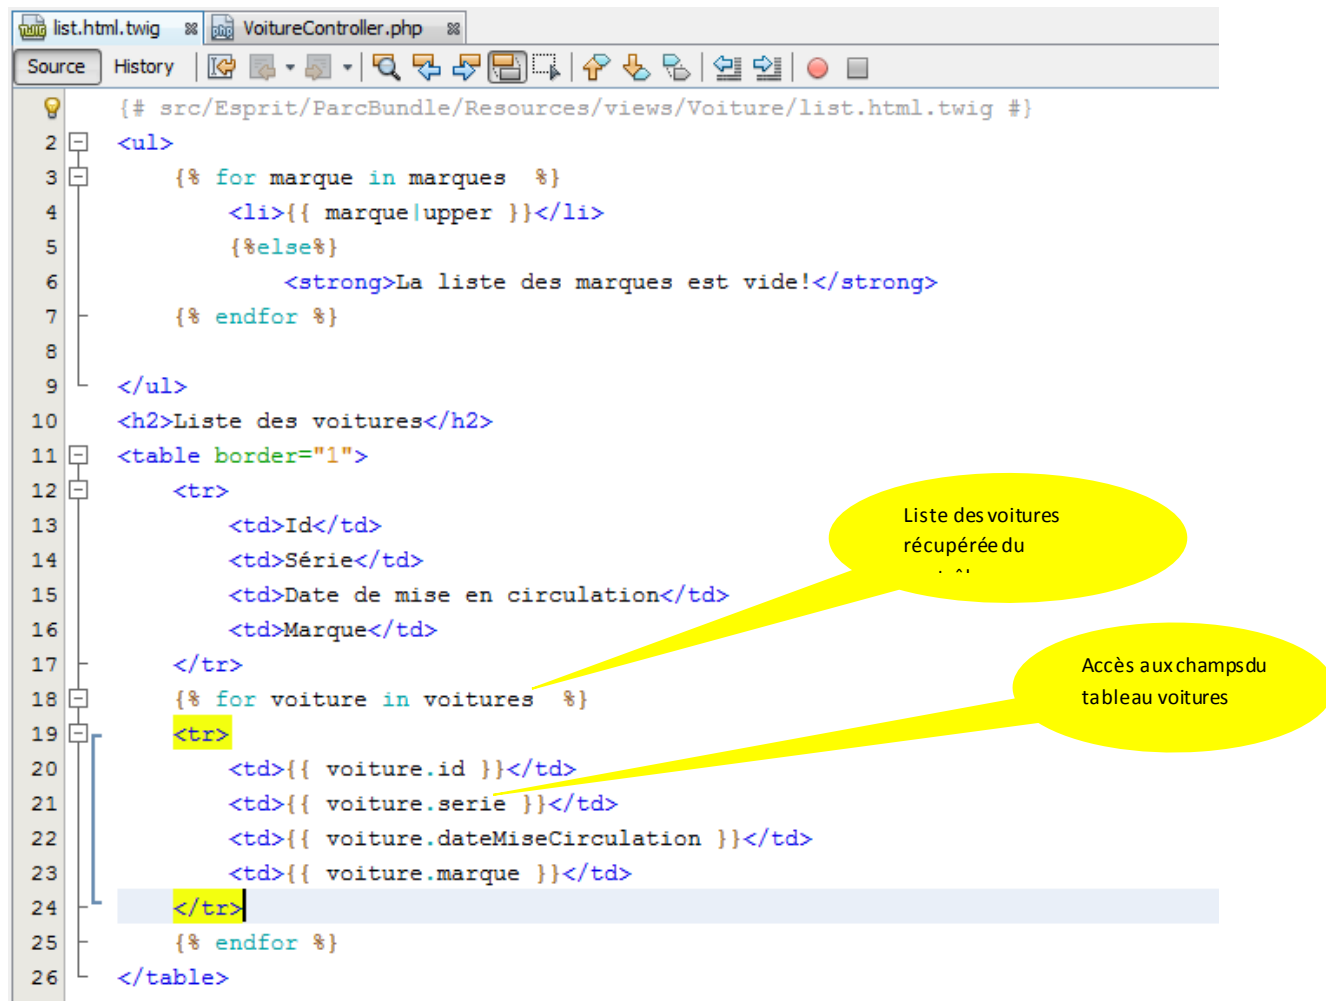 list.html.twig VoitureController.php
Source History
{# src/Esprit/ParcBundle/Resources/views/Voiture/list.html.twig #}
2 <ul>
3 {% for marque in marques %}
4 <li>{{ marque|upper }}</li>
5 {%else%}
6 <strong>La liste des marques est vide!</strong>
7 {% endfor %}
8
9 </ul>
10 <h2>Liste des voitures</h2>
11 <table border="1">
12 <tr>
13 <td>Id</td>
14 <td>Série</td>
15 <td>Date de mise en circulation</td>
16 <td>Marque</td>
17 </tr>
18 {% for voiture in voitures %}
19 <tr>
20 <td>{{ voiture.id }}</td>
21 <td>{{ voiture.serie }}</td>
22 <td>{{ voiture.dateMiseCirculation }}</td>
23 <td>{{ voiture.marque }}</td>
24 </tr>
25 {% endfor %}
26 </table>
Liste des voitures
récupérée du
Accès aux champs du
tableau voitures